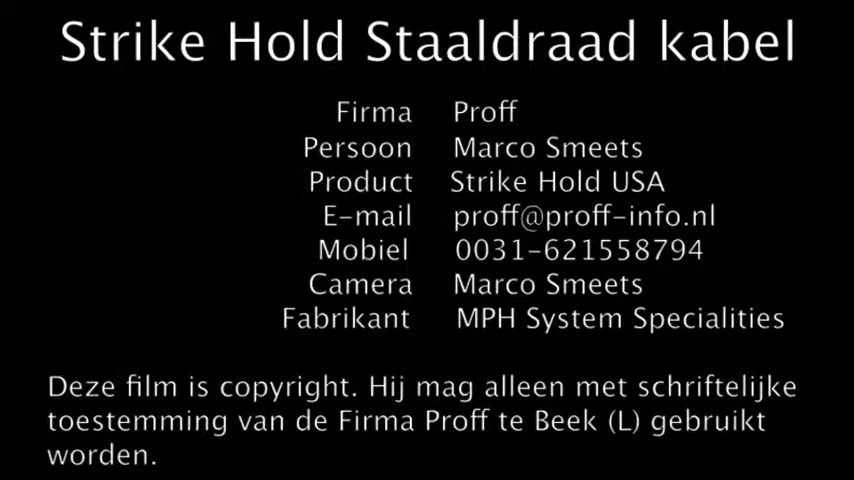 Strike Hold Staaldraad kabel
Firma Proff
Persoon Marco Smeets
Product Strike Hold USA
E-mail proff@proff-info.nl
Mobiel 0031-621558794
Camera Marco Smeets
Fabrikant MPH System Specialities
Deze film is copyright. Hij mag alleen met schriftelijke
toestemming van de Firma Proff te Beek (L) gebruikt
worden.